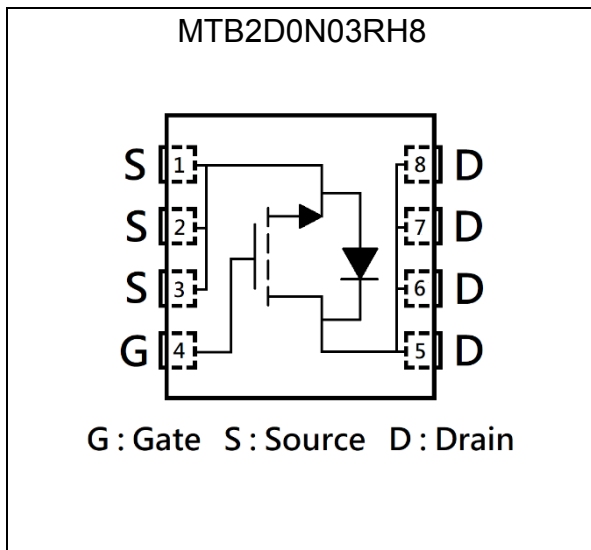 MTB2D0N03RH8
S 1 8 D
S 2 7 D
S 3 6 D
G 4 5 D
G : Gate S : Source D : Drain